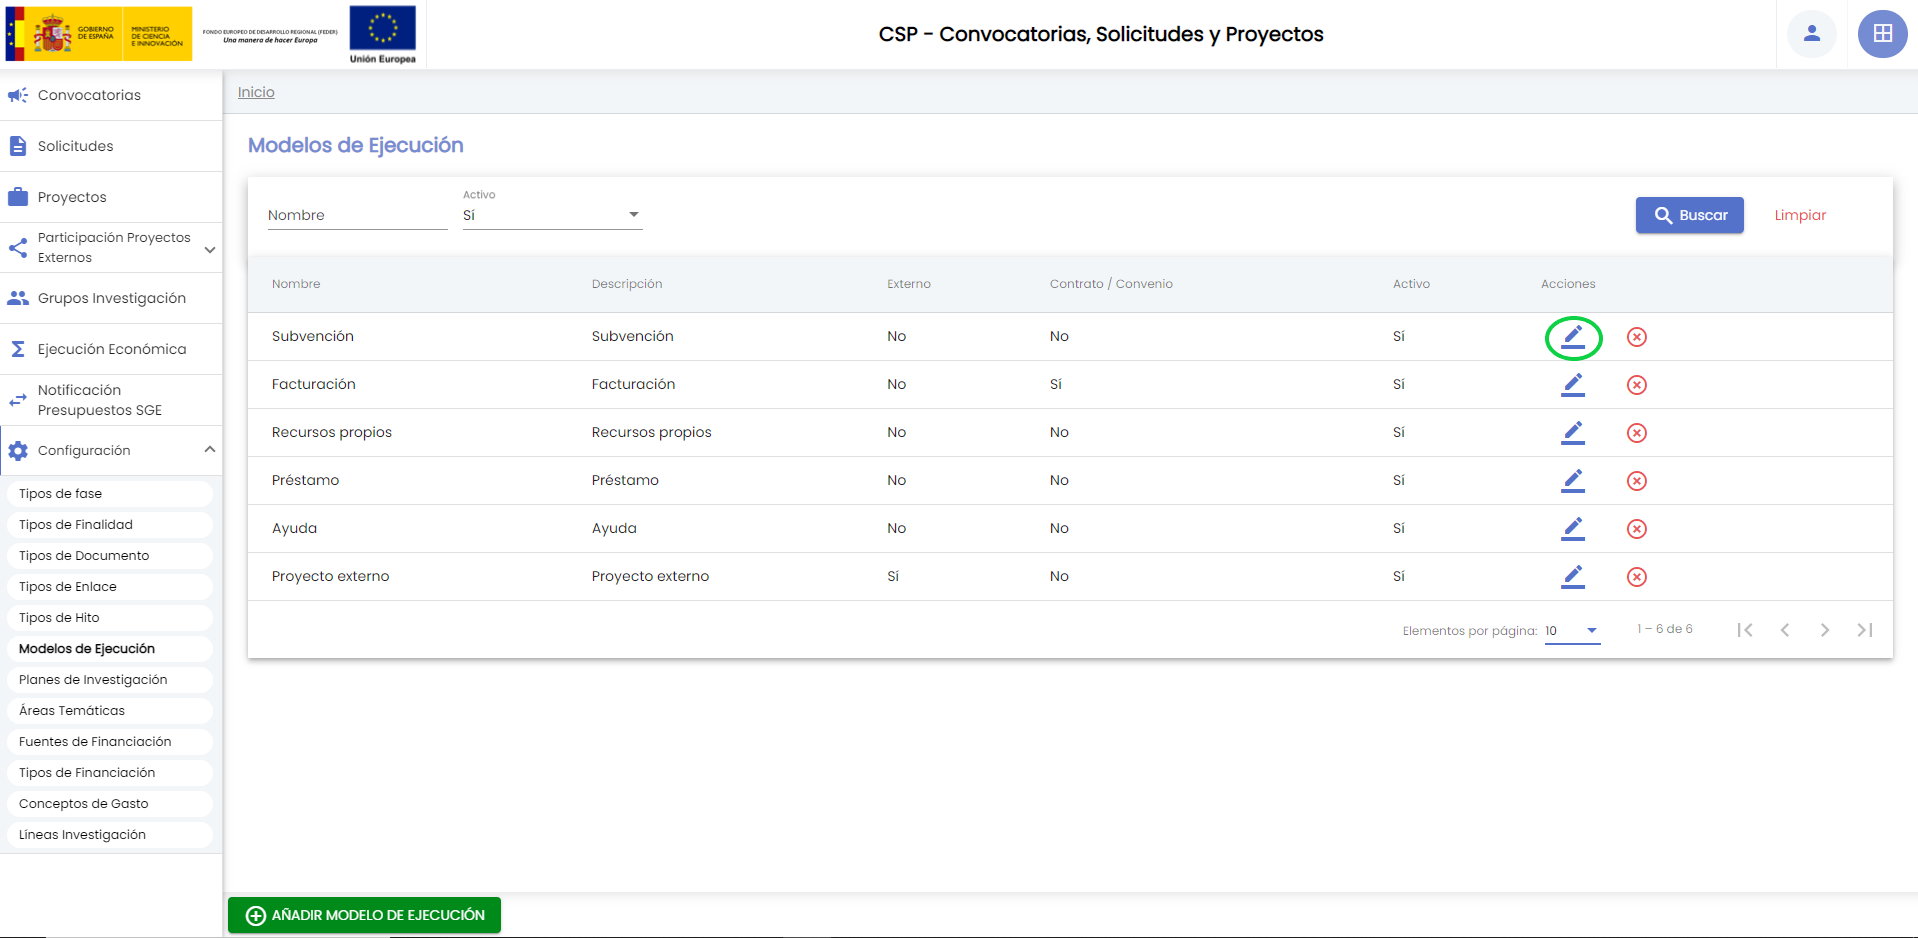 GOBIERNO
DE ESPAÑA
MINISTERIO
DE CIENCIA
E INNOVACIÓN
FONDO EUROPEO DE DESARROLLO REGIONAL (FEDER)
Una manera de hacer Europa
Unión Europea
CSP - Convocatorias, Solicitudes y Proyectos
Convocatorias
Solicitudes
Proyectos
Participación Proyectos
Externos
Grupos Investigación
Ejecución Económica
Notificación
Presupuestos SGE
Configuración
Tipos de fase
Tipos de Finalidad
Tipos de Documento
Tipos de Enlace
Tipos de Hito
Modelos de Ejecución
Planes de Investigación
Áreas Temáticas
Fuentes de Financiación
Tipos de Financiación
Conceptos de Gasto
Líneas Investigación
Inicio
Modelos de Ejecución
Nombre
Activo
Sí
Buscar
Limpiar
Nombre Descripción Externo Contrato / Convenio Activo Acciones
Subvención Subvención No No Sí
Facturación Facturación No Sí Sí
Recursos propios Recursos propios No No Sí
Préstamo Préstamo No No Sí
Ayuda Ayuda No No Sí
Proyecto externo Proyecto externo Sí No Sí
Elementos por página: 10 1 – 6 de 6
AÑADIR MODELO DE EJECUCIÓN